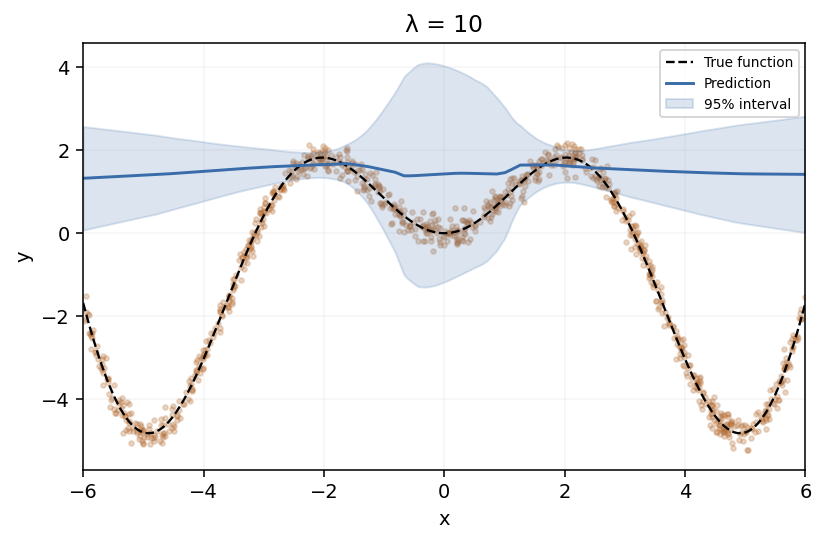 λ = 10
True function
Prediction
95% interval
y
4
2
0
−2
−4
−6 −4 −2 0 2 4 6
x